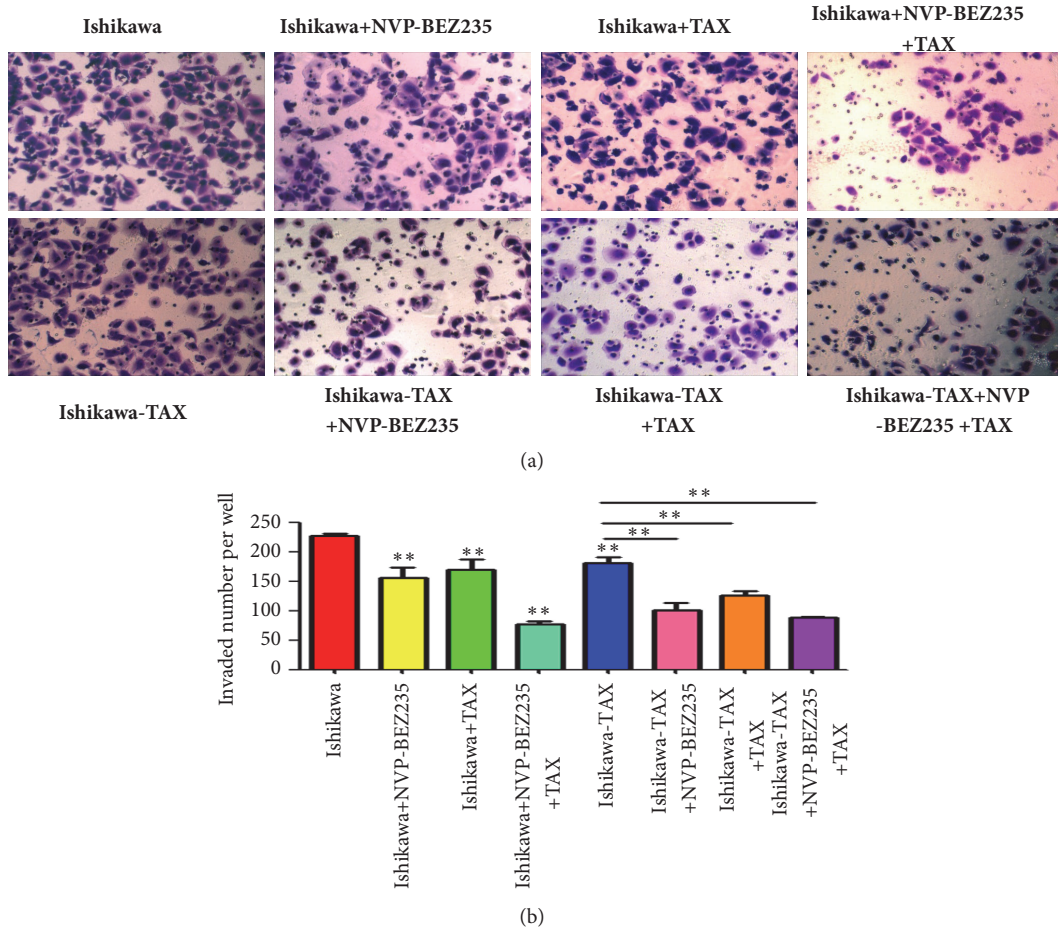 Ishikawa
Ishikawa+NVP-BEZ235
Ishikawa+TAX
Ishikawa+NVP-BEZ235
+TAX
Ishikawa-TAX
Ishikawa-TAX
+NVP-BEZ235
Ishikawa-TAX
+TAX
Ishikawa-TAX+NVP
-BEZ235 +TAX
(a)
Invaded number per well
250
200
150
100
50
0
**
**
**
**
**
**
**
Ishikawa
Ishikawa+NVP-BEZ235
Ishikawa+TAX
Ishikawa+NVP-BEZ235
+TAX
Ishikawa-TAX
Ishikawa-TAX
+NVP-BEZ235
Ishikawa-TAX
+TAX
Ishikawa-TAX
+NVP-BEZ235
+TAX
(b)